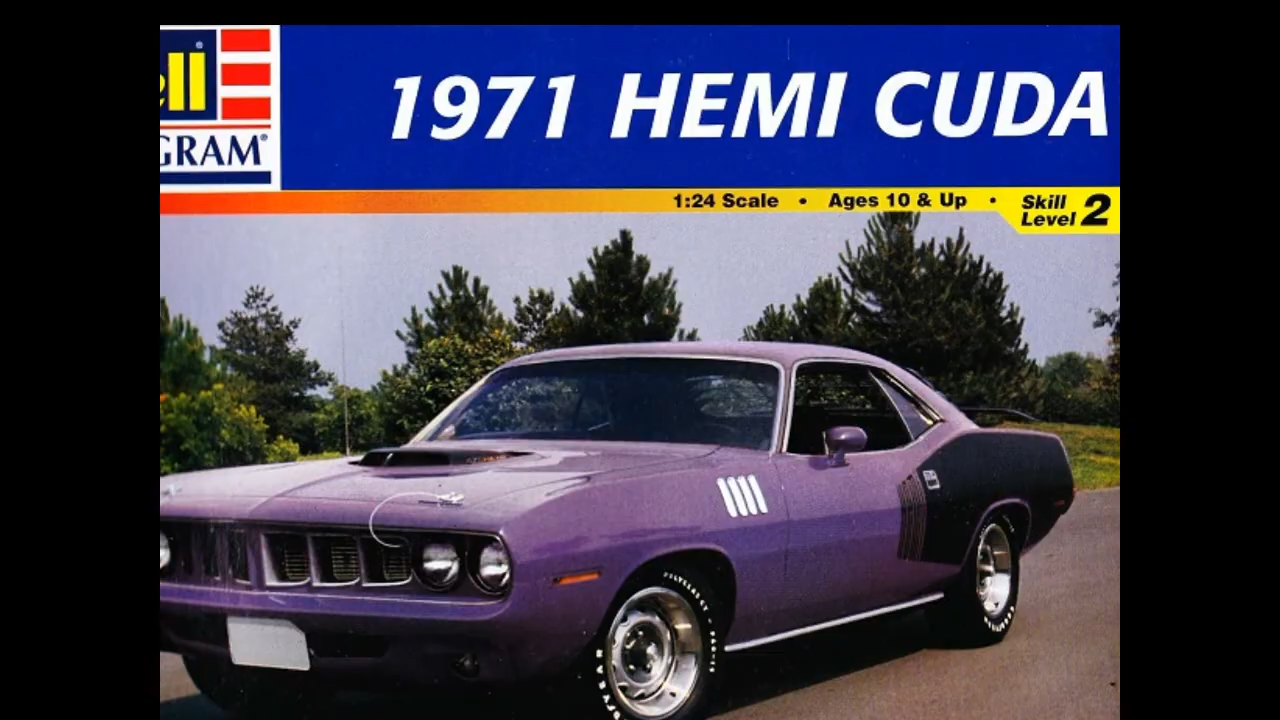 ell
GRAM®
1971 HEMI CUDA
1:24 Scale • Ages 10 & Up •
Skill
Level 2